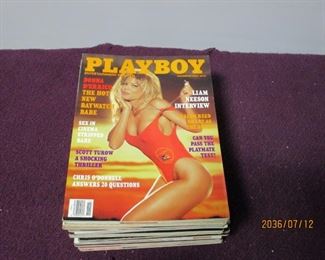 PLAYBOY
DONNA
D'ERRICO
THE HOT
NEW
BAYWATCH
BABE
LIAM
NEESON
INTERVIEW
SEX IN
CINEMA
STRIPPED
BARE
CAN YOU
PASS THE
PLAYMATE
TEST?
SCOTT TUROW
A SHOCKING
THRILLER
CHRIS O'DONNELL
ANSWERS 20 QUESTIONS
2036/07/12